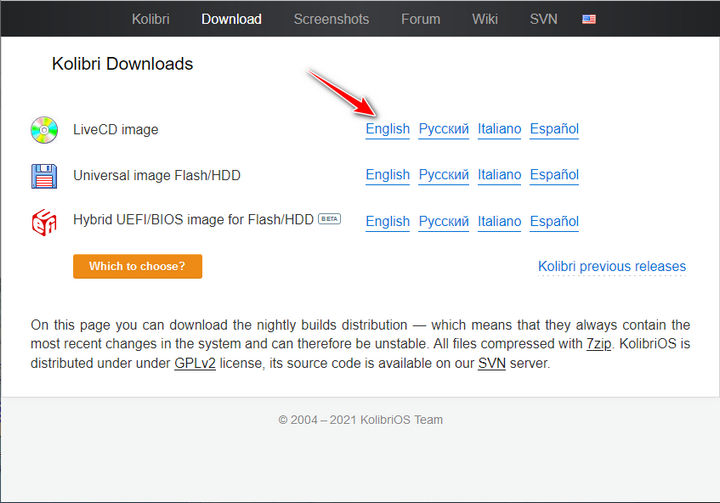 Kolibri Download Screenshots Forum Wiki SVN
Kolibri Downloads
LiveCD image English Русский Italiano Español
Universal image Flash/HDD English Русский Italiano Español
Hybrid UEFI/BIOS image for Flash/HDD BETA English Русский Italiano Español
Which to choose? Kolibri previous releases
On this page you can download the nightly builds distribution — which means that they always contain the
most recent changes in the system and can therefore be unstable. All files compressed with 7zip. KolibriOS is
distributed under under GPLv2 license, its source code is available on our SVN server.
© 2004 – 2021 KolibriOS Team